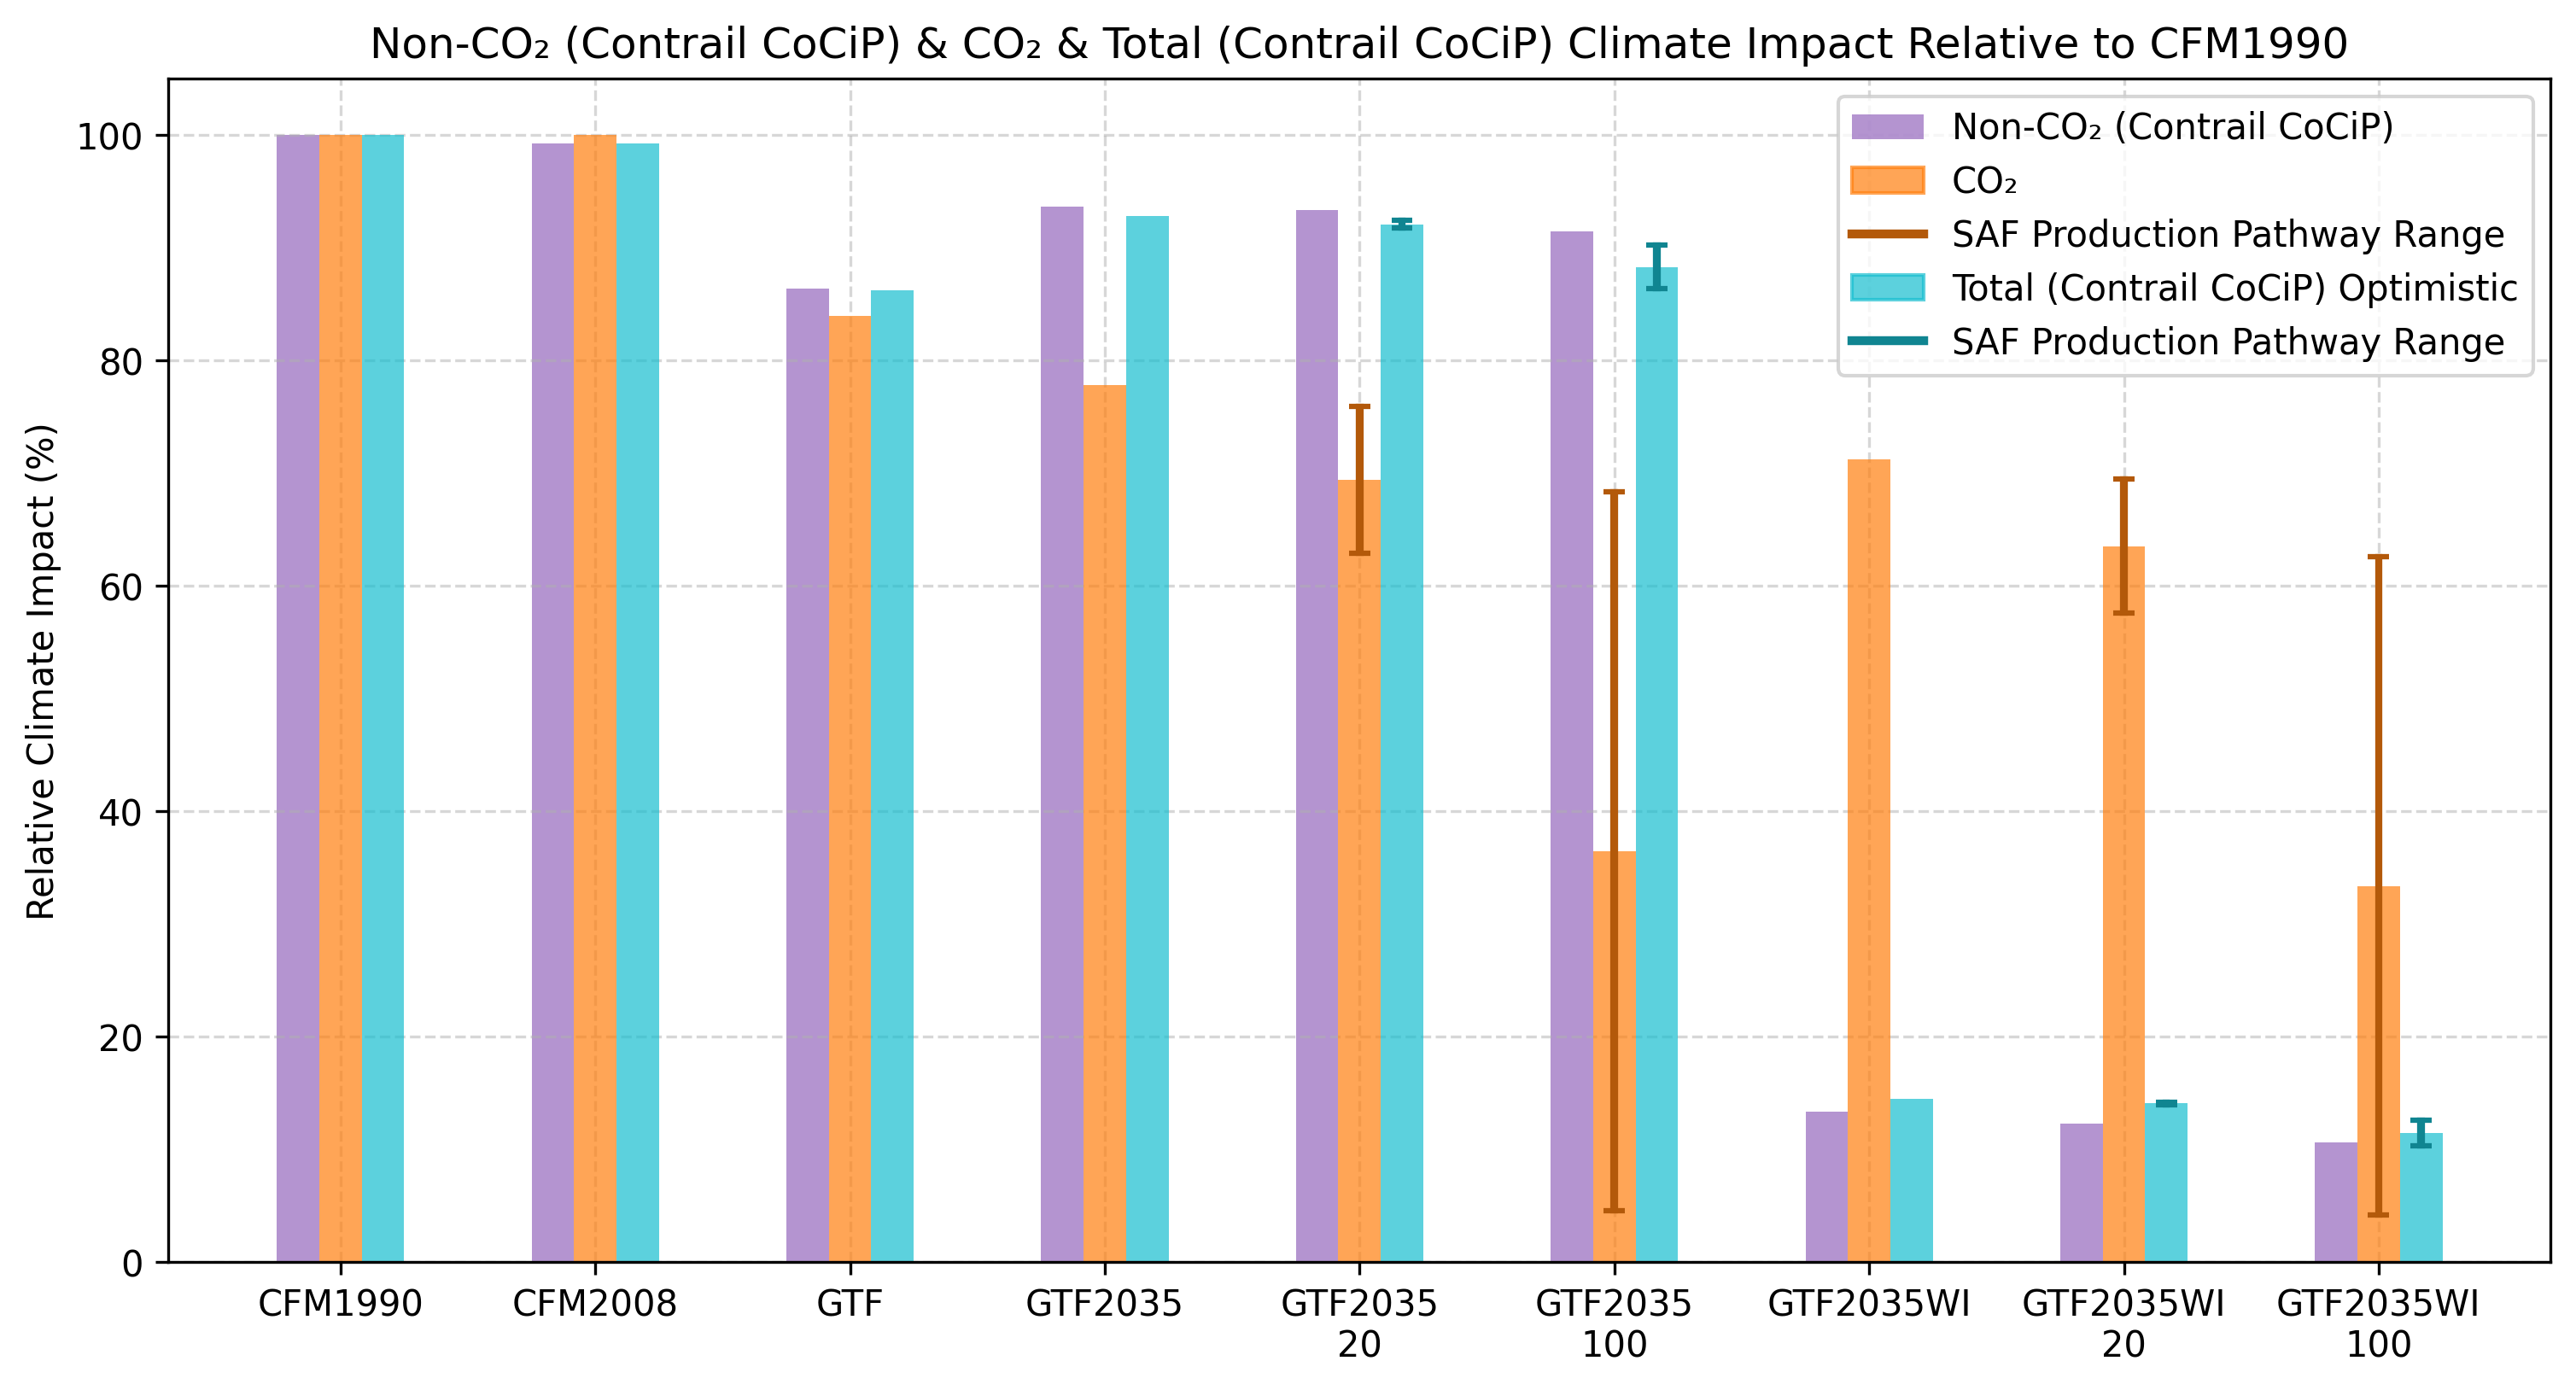 Non-CO₂ (Contrail CoCiP) & CO₂ & Total (Contrail CoCiP) Climate Impact Relative to CFM1990
Relative Climate Impact (%)
100
80
60
40
20
0
Non-CO₂ (Contrail CoCiP)
CO₂
SAF Production Pathway Range
Total (Contrail CoCiP) Optimistic
SAF Production Pathway Range
CFM1990
CFM2008
GTF
GTF2035
GTF2035
20
GTF2035
100
GTF2035WI
GTF2035WI
20
GTF2035WI
100